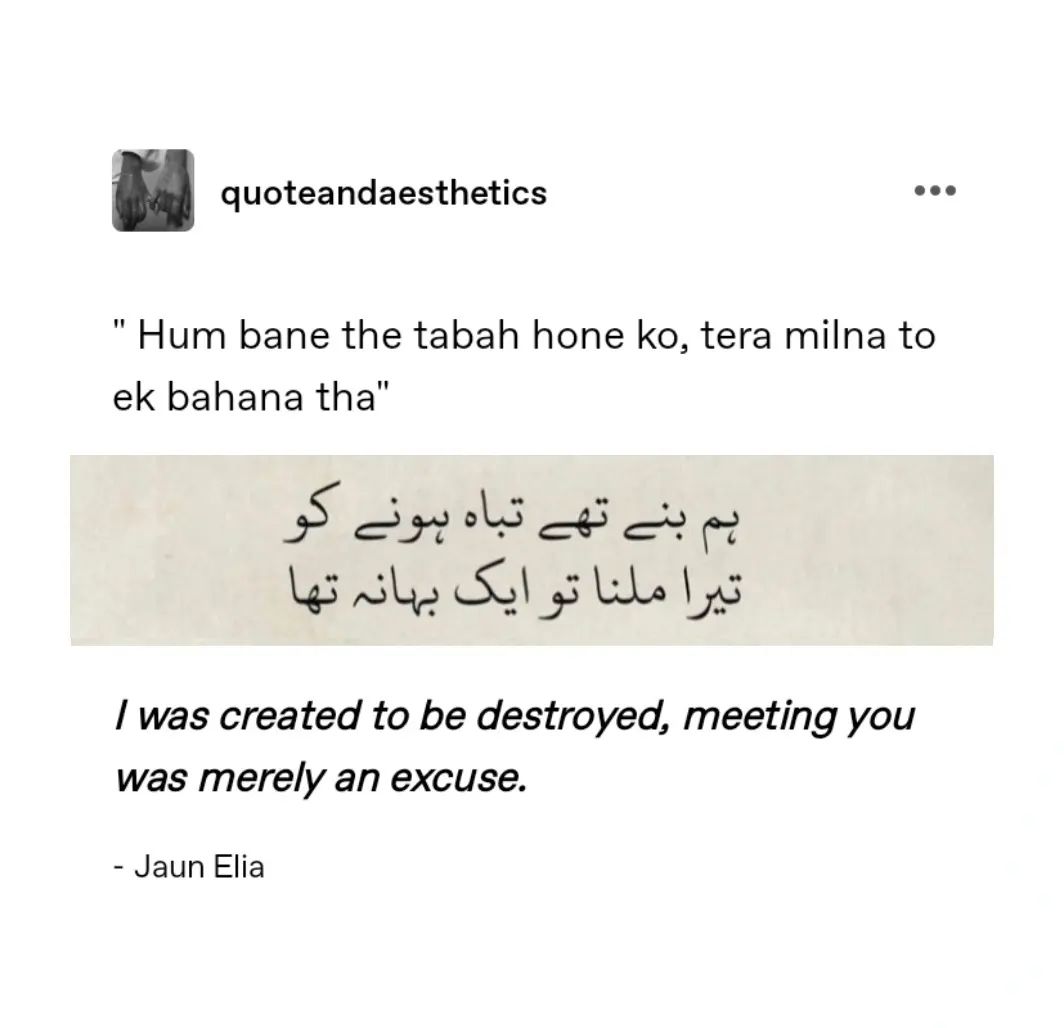 quoteandaesthetics
" Hum bane the tabah hone ko, tera milna to
ek bahana tha"
ہم بنے تھے تباہ ہونے کو
تیرا ملنا تو ایک بہانہ تھا
I was created to be destroyed, meeting you
was merely an excuse.
- Jaun Elia